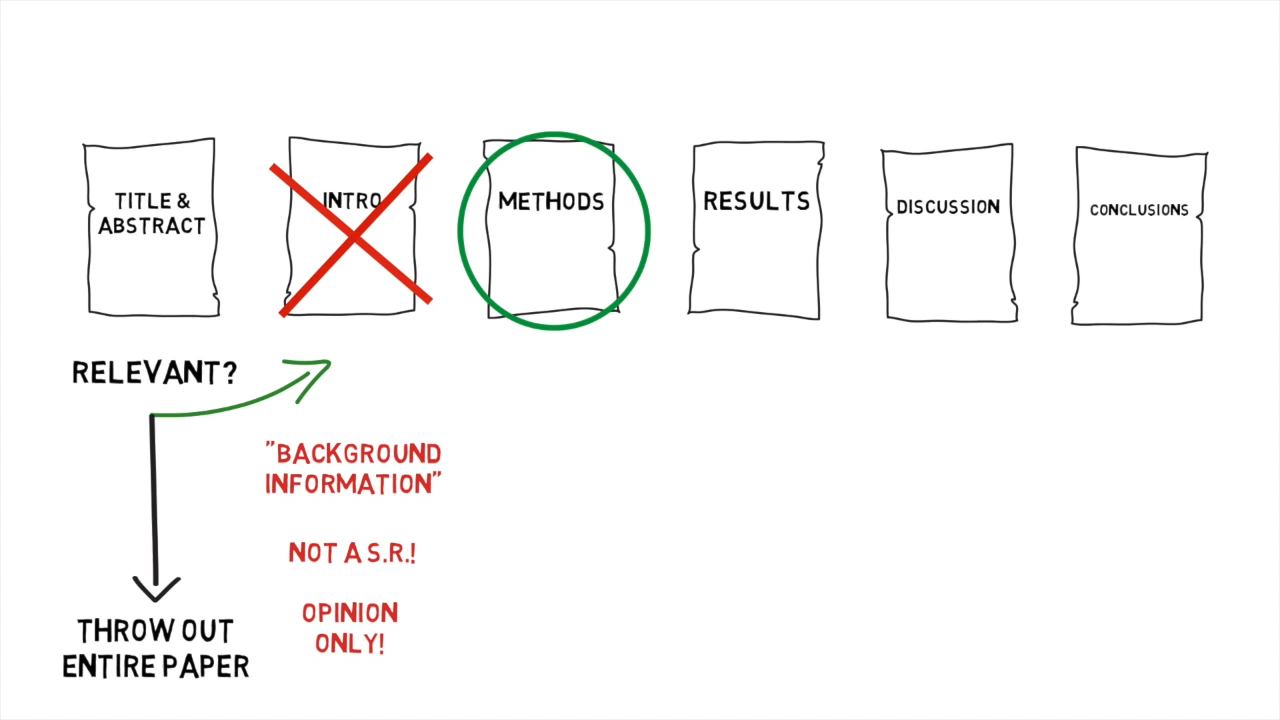 TITLE &
ABSTRACT
INTRO
METHODS
RESULTS
DISCUSSION
CONCLUSIONS
RELEVANT?
"BACKGROUND
INFORMATION"
NOT A S.R.!
OPINION
ONLY!
THROW OUT
ENTIRE PAPER